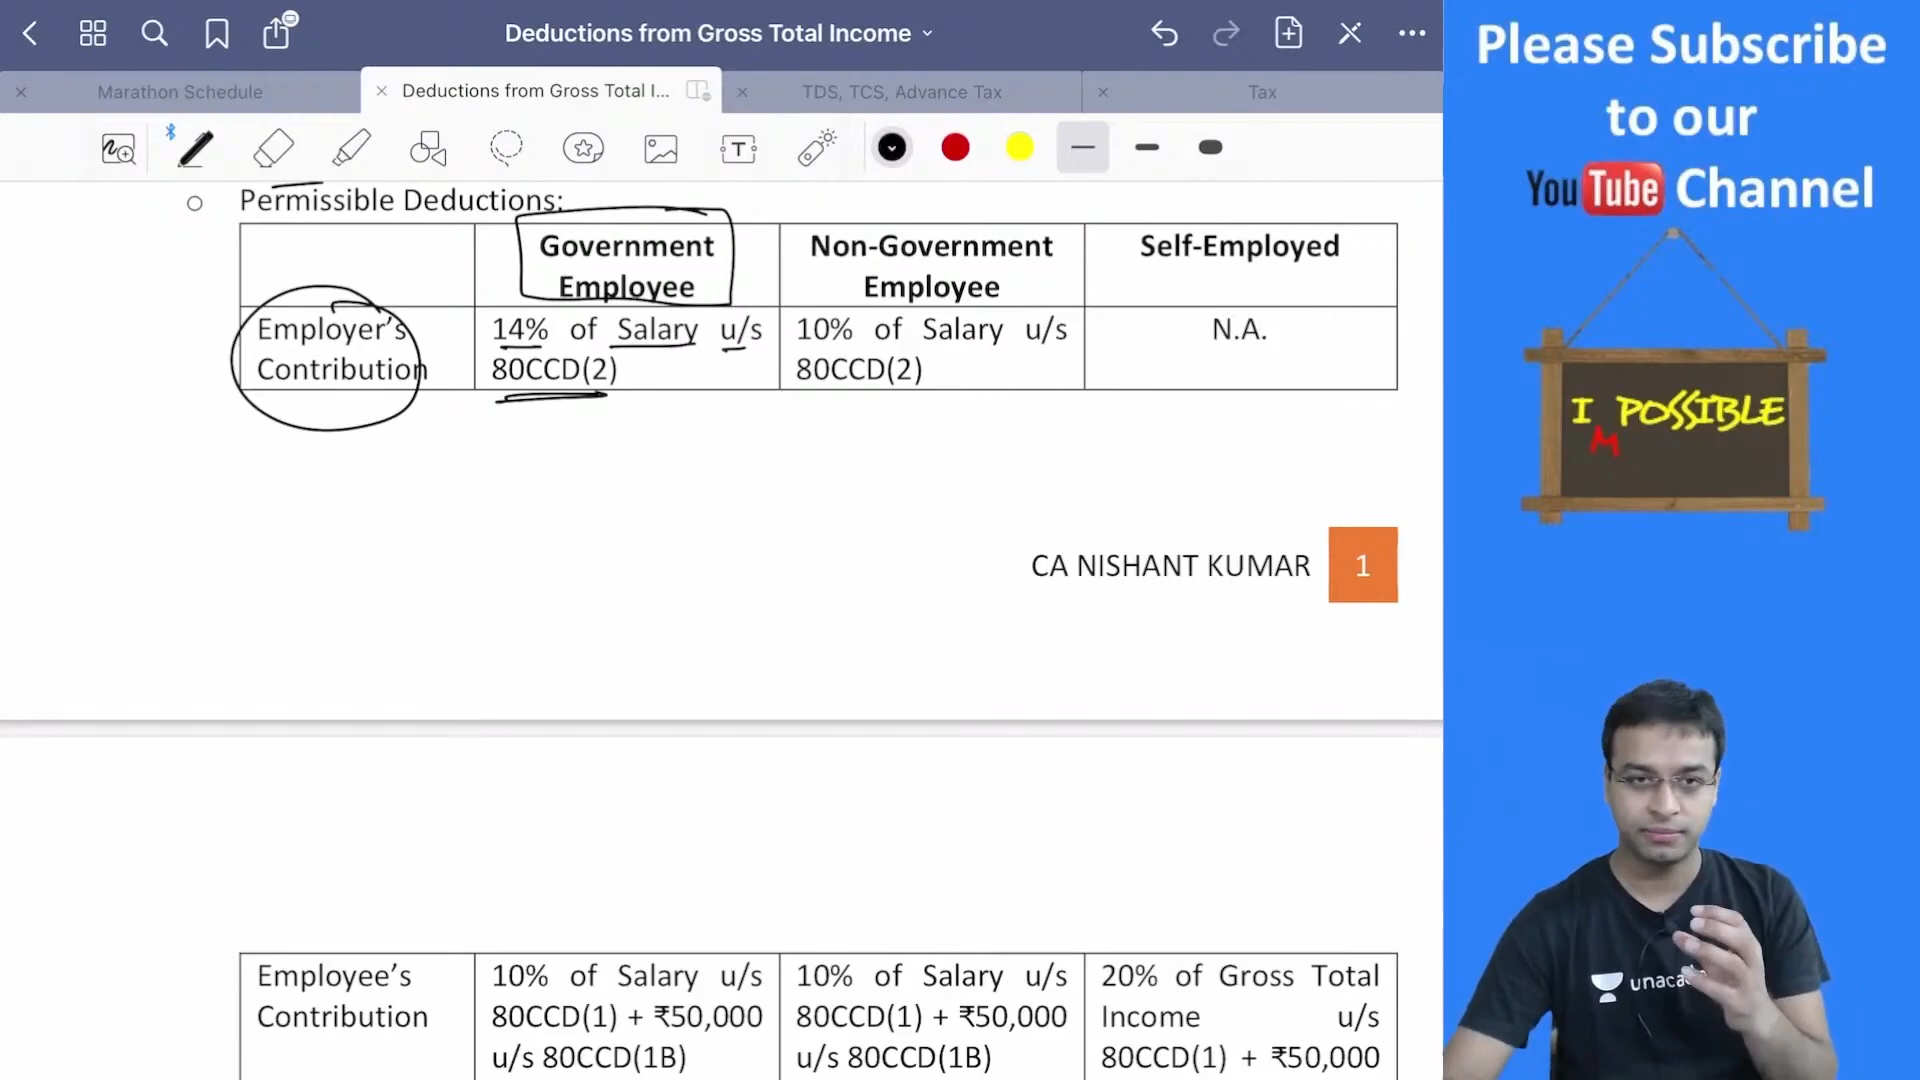 Deductions from Gross Total Income
Marathon Schedule
Deductions from Gross Total I...
TDS, TCS, Advance Tax
Tax
Permissible Deductions:
Government Employee
Non-Government Employee
Self-Employed
Employer's Contribution
14% of Salary u/s 80CCD(2)
10% of Salary u/s 80CCD(2)
N.A.
CA NISHANT KUMAR 1
Employee's Contribution
10% of Salary u/s 80CCD(1) + ₹50,000 u/s 80CCD(1B)
10% of Salary u/s 80CCD(1) + ₹50,000 u/s 80CCD(1B)
20% of Gross Total Income u/s 80CCD(1) + ₹50,000
Please Subscribe
to our
YouTube Channel
I POSSIBLE
M